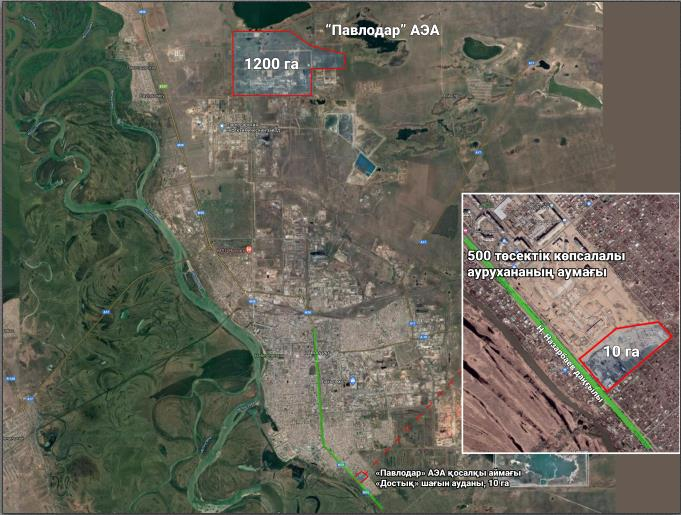 “Павлодар” АЭА
1200 га
500 төсектік көпсалалы
аурухананың аумағы
10 га
Н. Назарбаев даңғылы
«Павлодар» АЭА қосалқы аймағы
«Достық» шағын ауданы, 10 га